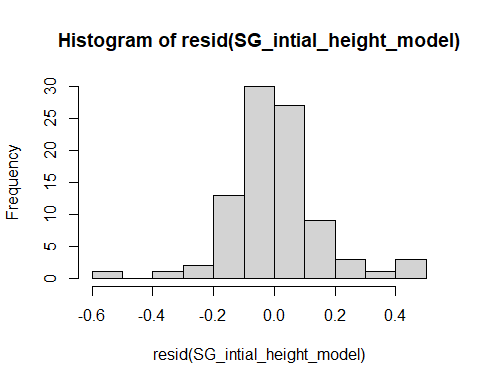 Histogram of resid(SG_intial_height_model)
Frequency
30
25
20
15
10
5
0
-0.6 -0.4 -0.2 0.0 0.2 0.4
resid(SG_intial_height_model)